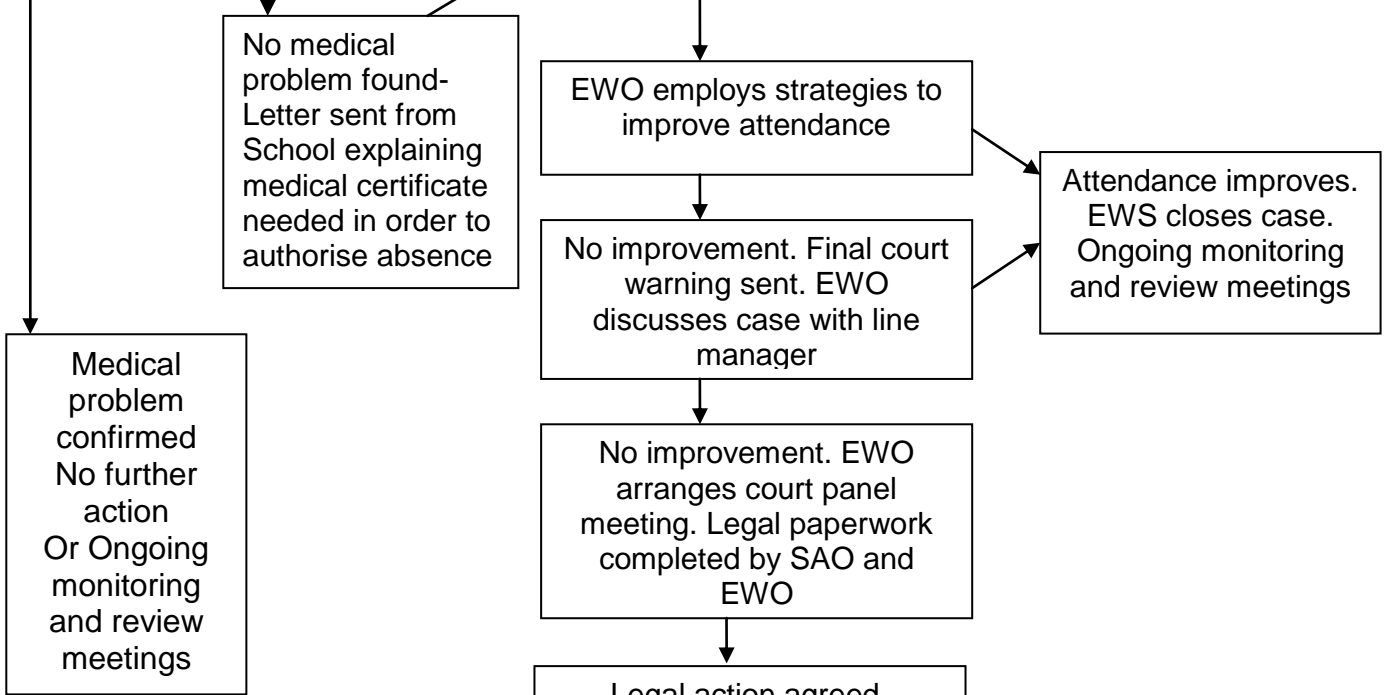 No medical
problem found-
Letter sent from
School explaining
medical certificate
needed in order to
authorise absence
EWO employs strategies to
improve attendance
Attendance improves.
EWS closes case.
Ongoing monitoring
and review meetings
No improvement. Final court
warning sent. EWO
discusses case with line
manager
Medical
problem
confirmed
No further
action
Or Ongoing
monitoring
and review
meetings
No improvement. EWO
arranges court panel
meeting. Legal paperwork
completed by SAO and
EWO
Legal action agreed